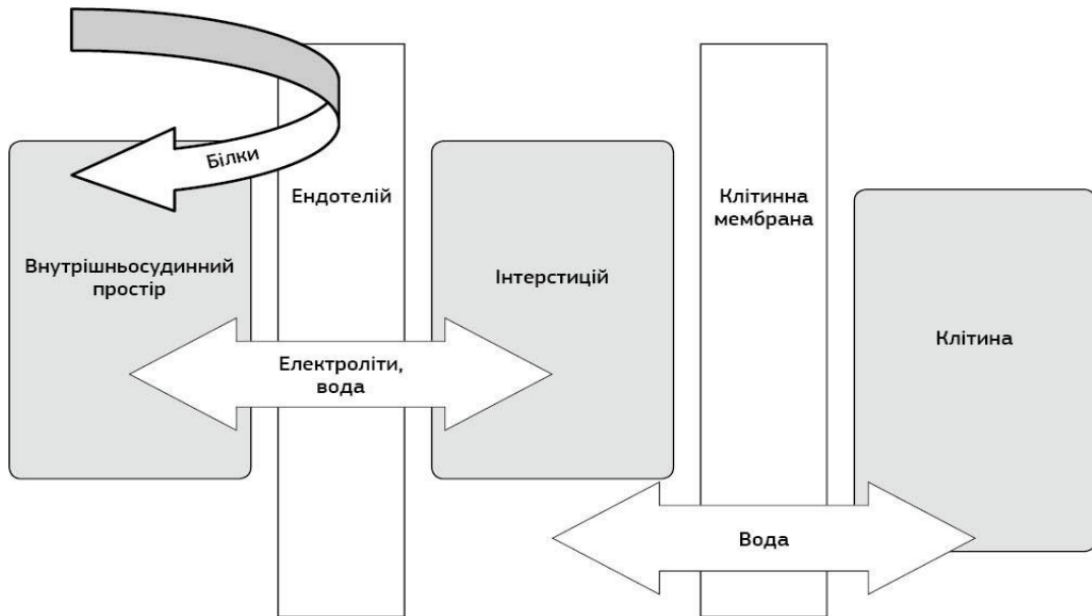 Білки
Ендотелій
Клітинна
мембрана
Внутрішньосудинний
простір
Інтерстицій
Клітина
Електроліти,
вода
Вода